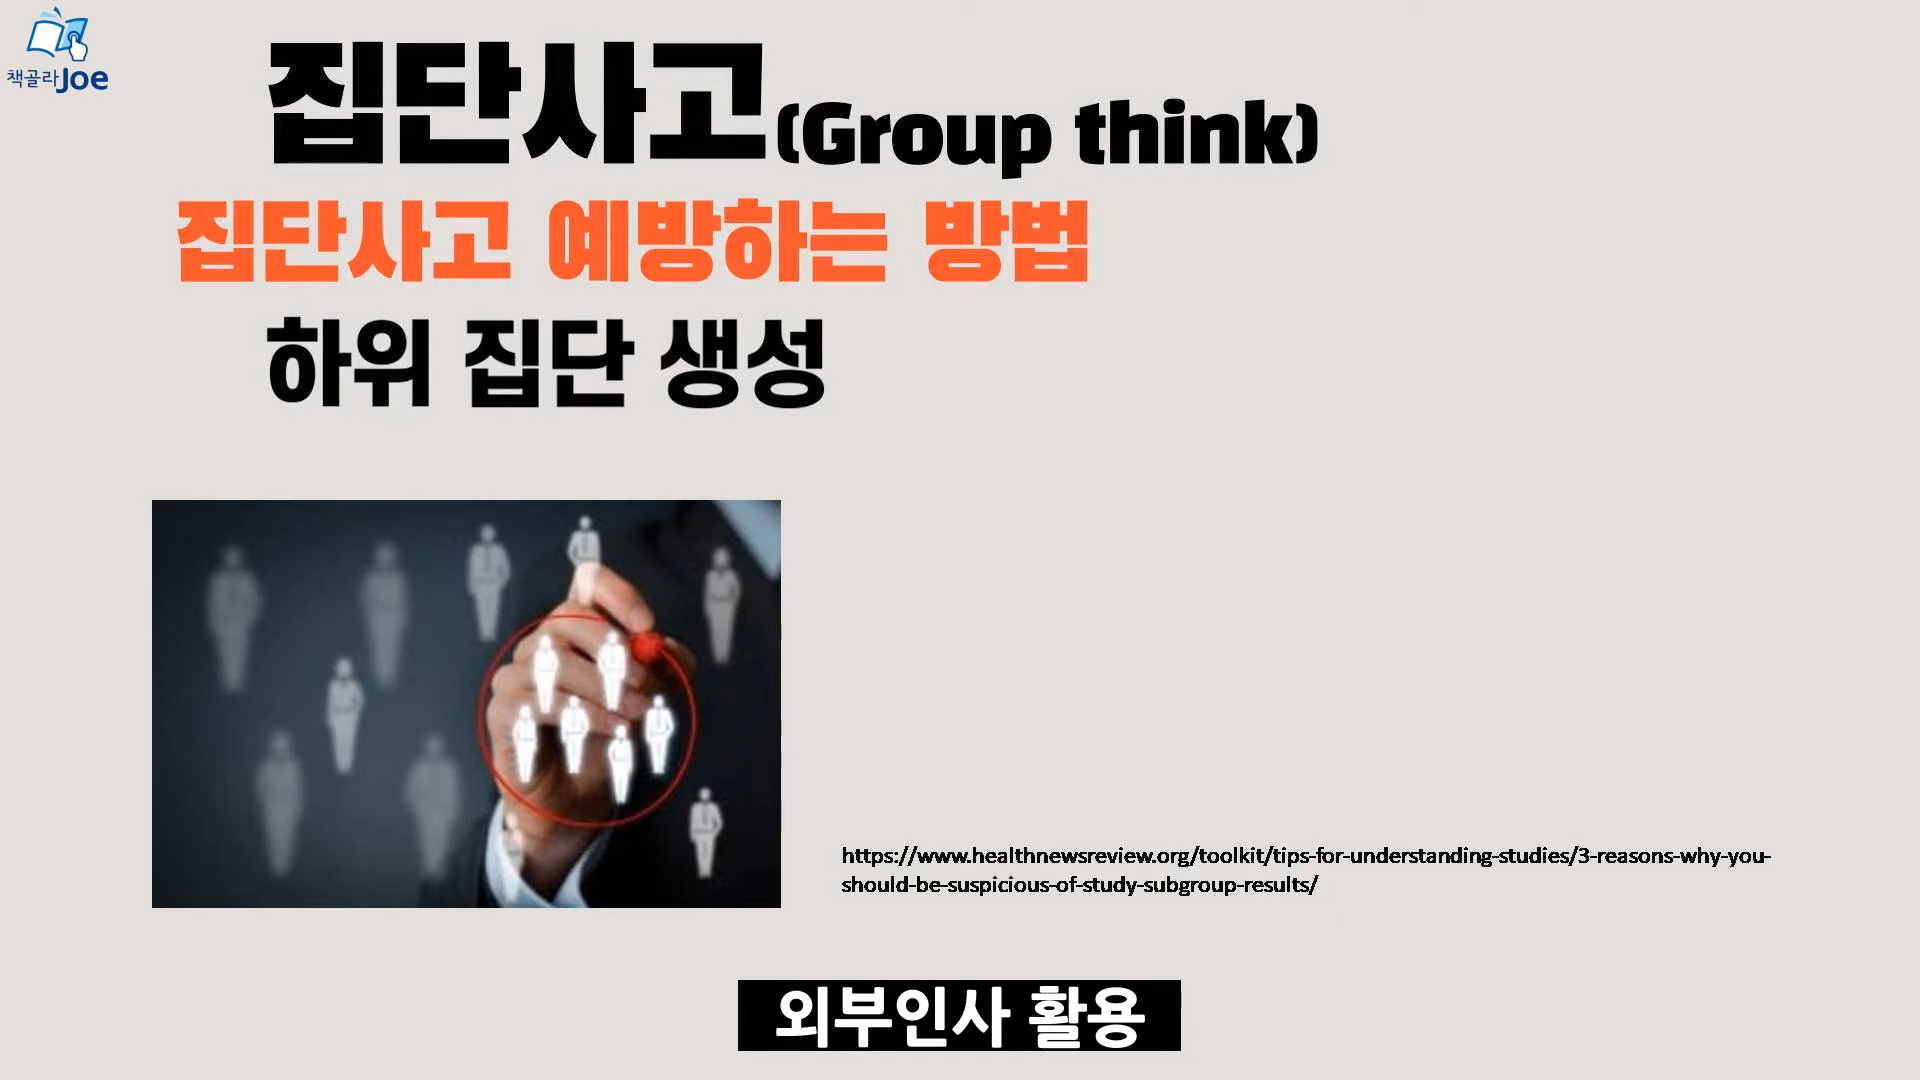 책골라Joe
집단사고(Group think)
집단사고 예방하는 방법
하위 집단 생성
https://www.healthnewsreview.org/toolkit/tips-for-understanding-studies/3-reasons-why-you-
should-be-suspicious-of-study-subgroup-results/
외부인사 활용